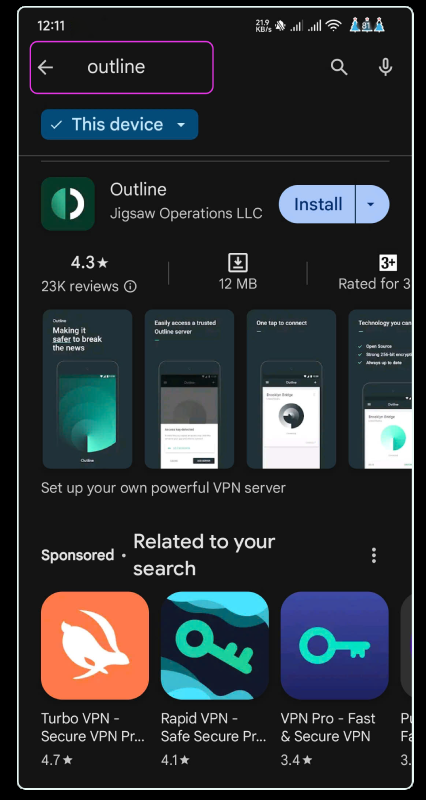 12:11
21.9
KB/s
81
outline
This device
Outline
Jigsaw Operations LLC
Install
4.3★
23K reviews
12 MB
3+
Rated for 3
Outline
Making it
safer to break
the news
Outline
Easily access a trusted
Outline server
One tap to connect
Outline
Technology you can
Open Source
Strong 256-bit encrypt
Always up to date
Set up your own powerful VPN server
Sponsored •
Related to your
search
Turbo VPN -
Secure VPN Pr...
4.7★
Rapid VPN -
Safe Secure Pr...
4.1★
VPN Pro - Fast
& Secure VPN
3.4★
Pu
Fa
3.